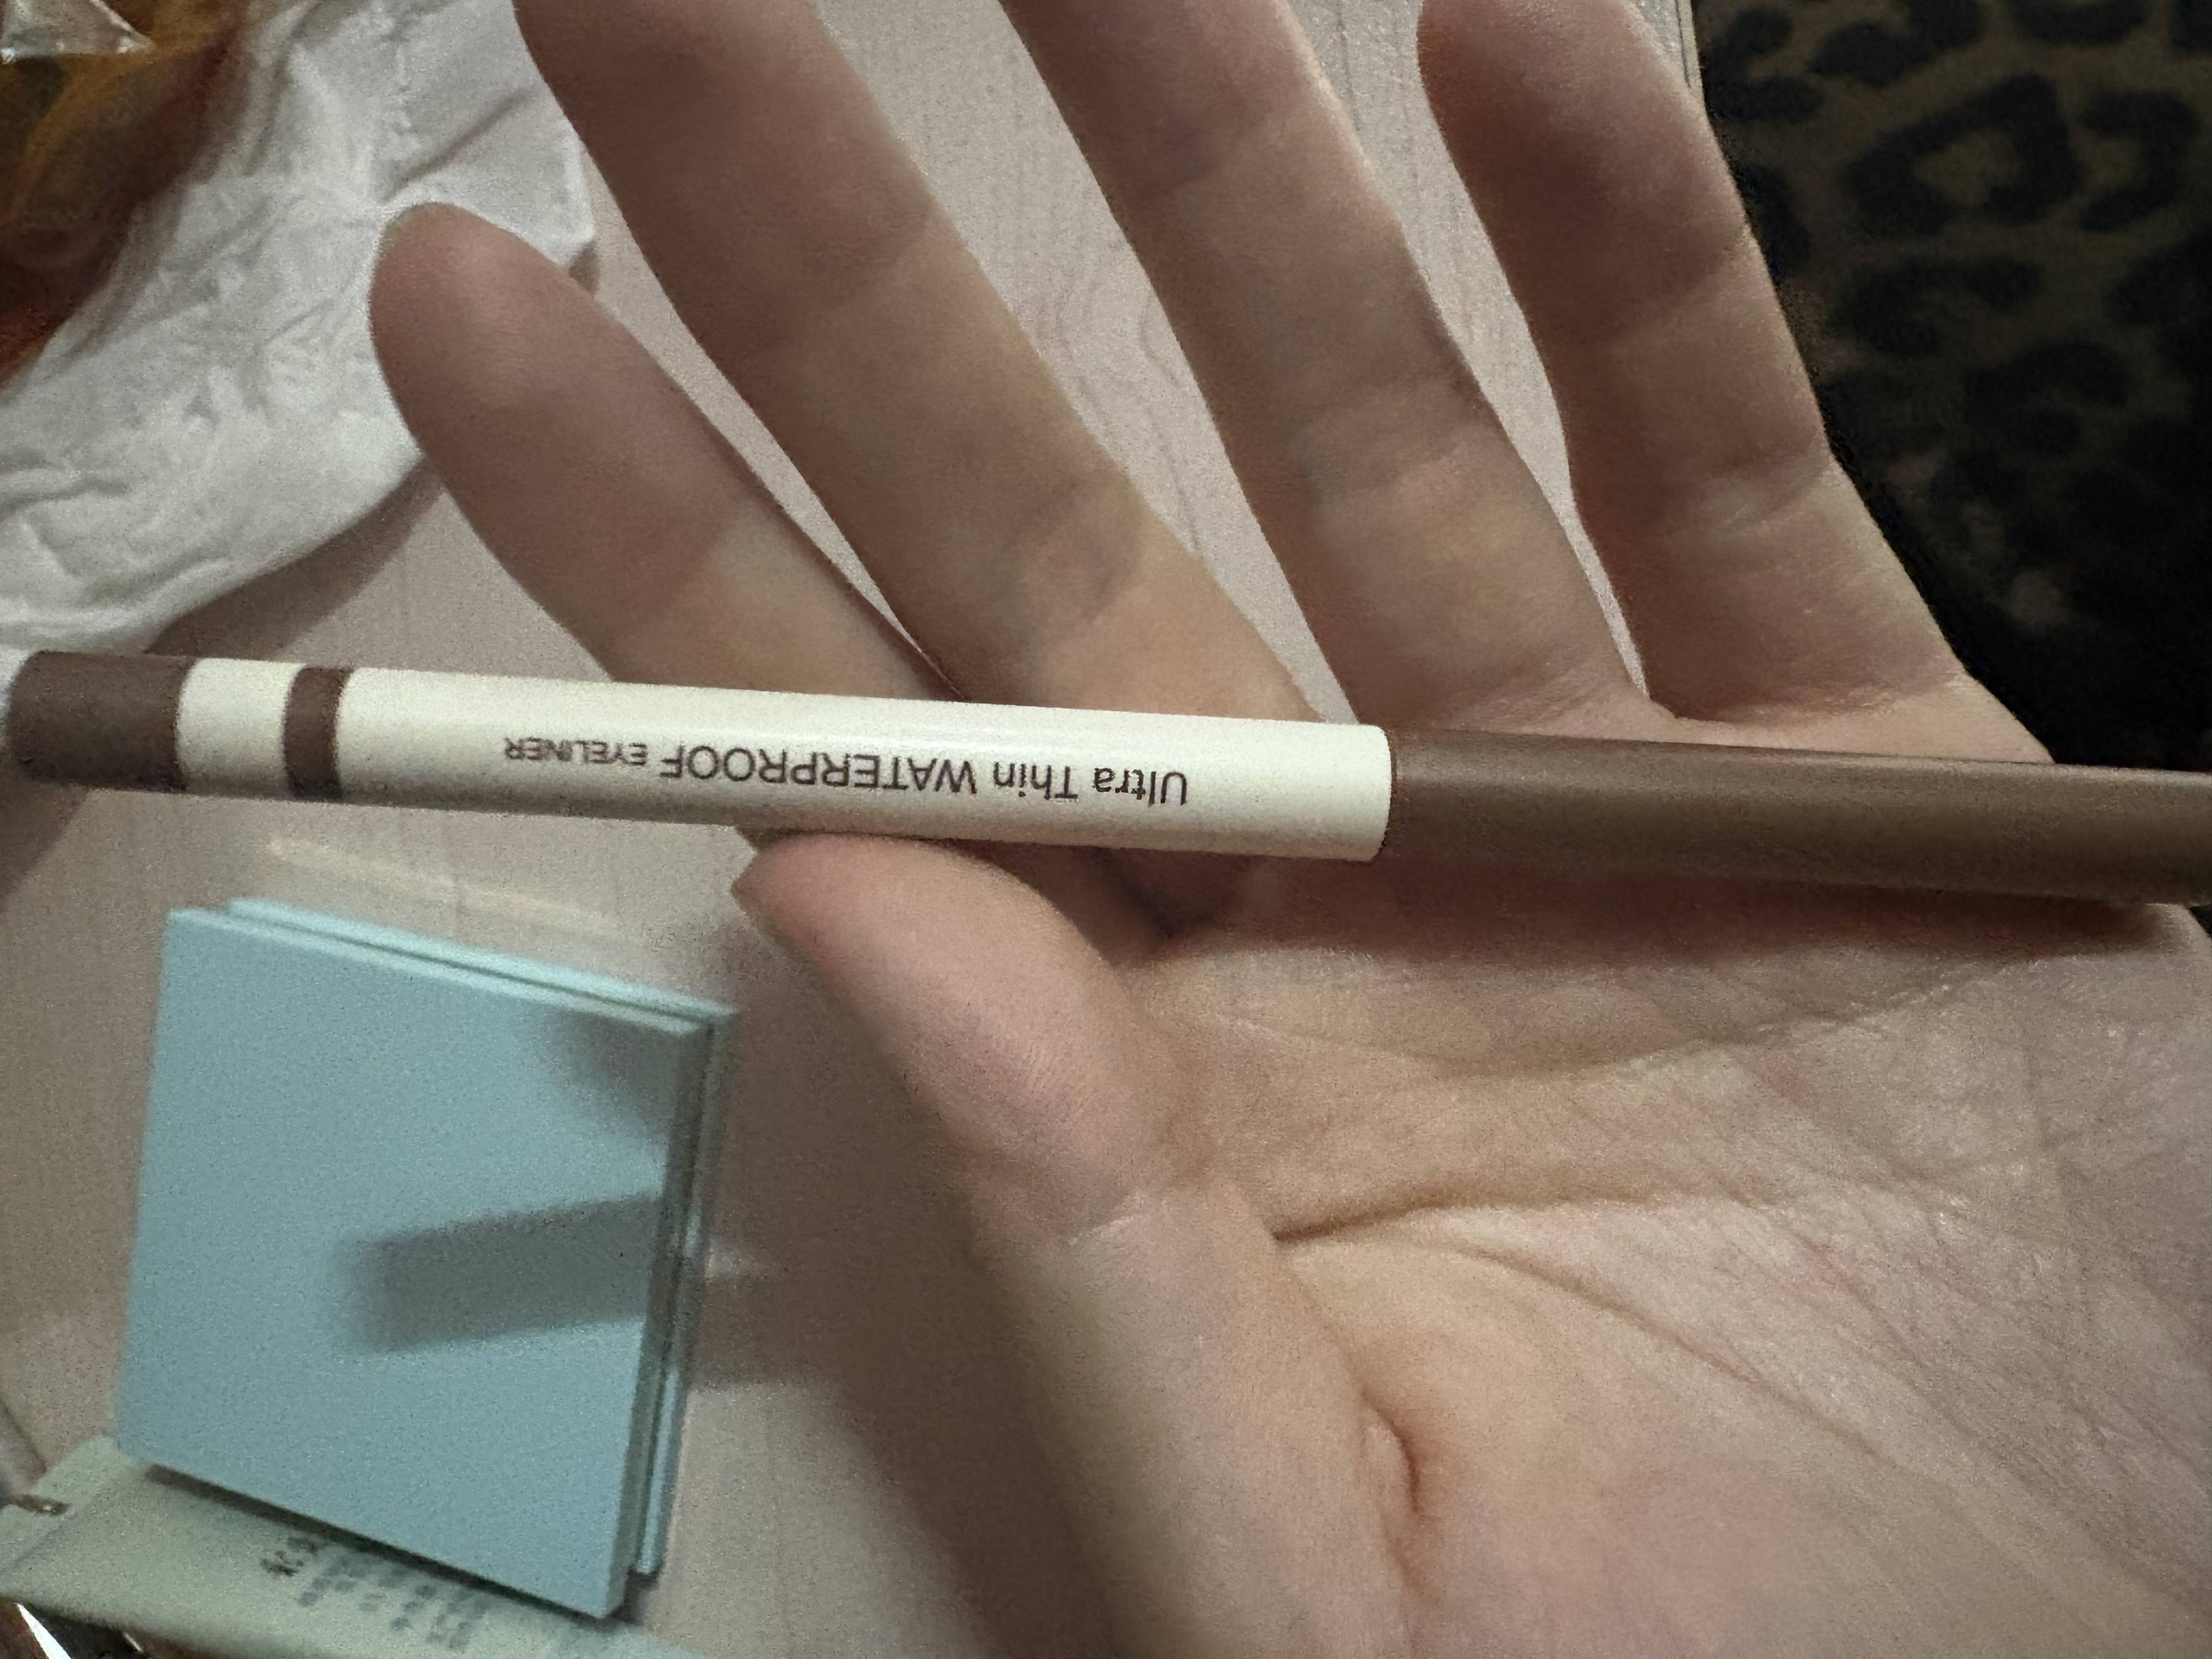 Ultra Thin WATERPROOF EYELINER